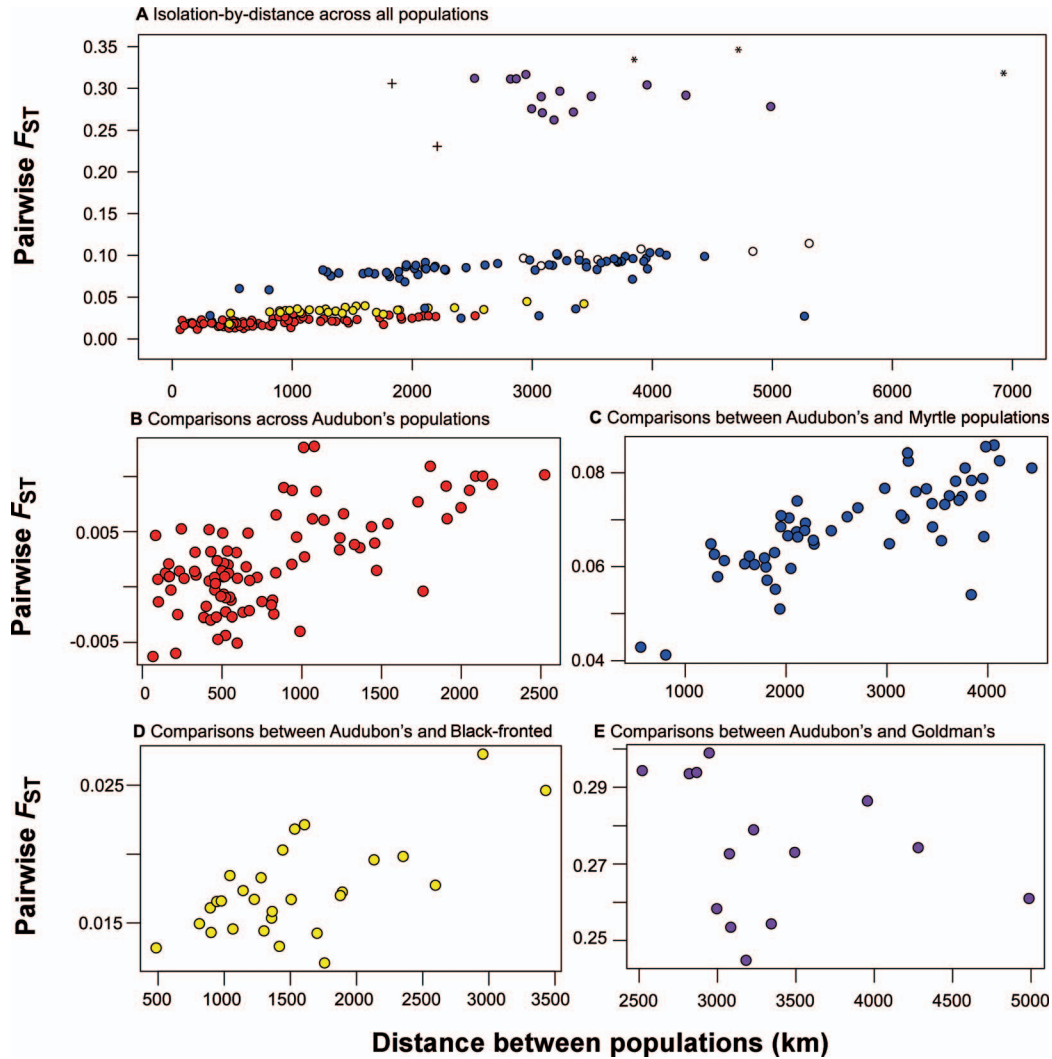 A Isolation-by-distance across all populations
Pairwise FST
0.35
0.30
0.25
0.20
0.15
0.10
0.05
0.00
0 1000 2000 3000 4000 5000 6000 7000
B Comparisons across Audubon's populations
Pairwise FST
0.005
-0.005
0 500 1000 1500 2000 2500
C Comparisons between Audubon's and Myrtle populations
0.08
0.06
0.04
1000 2000 3000 4000
D Comparisons between Audubon's and Black-fronted
Pairwise FST
0.025
0.015
500 1000 1500 2000 2500 3000 3500
E Comparisons between Audubon's and Goldman's
0.29
0.27
0.25
2500 3000 3500 4000 4500 5000
Distance between populations (km)